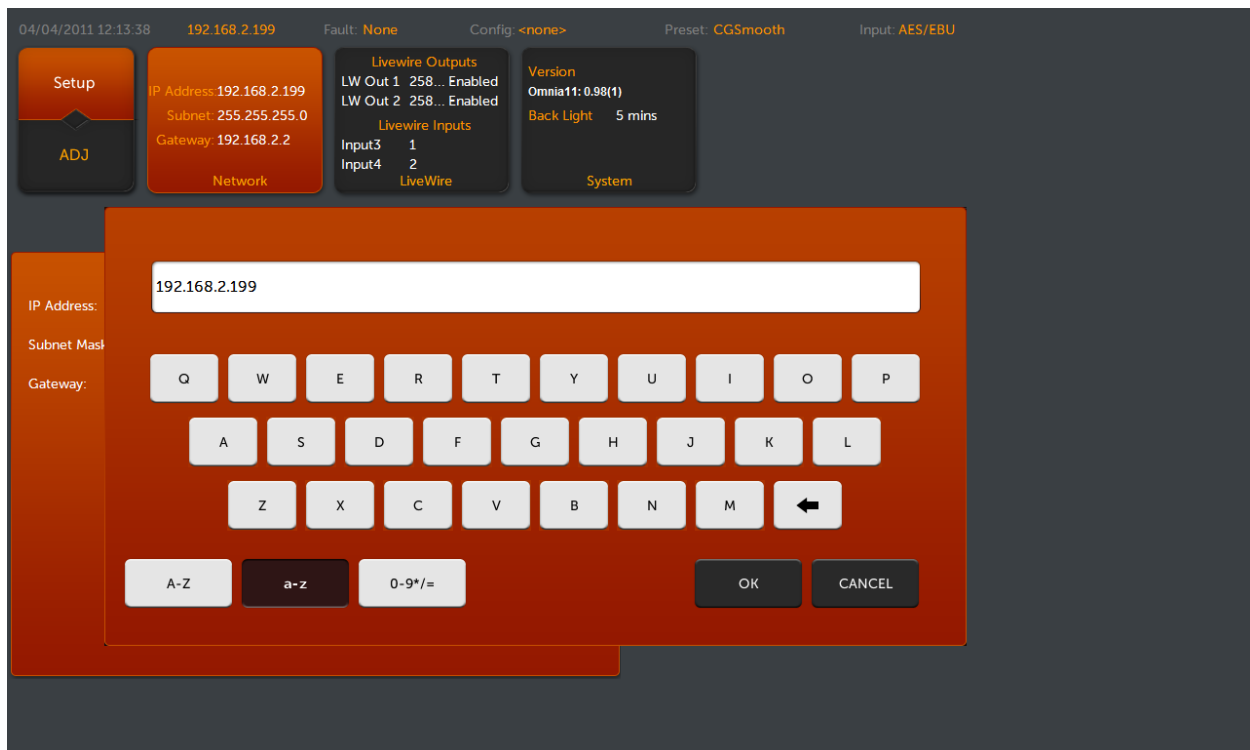 04/04/2011 12:13:38 192.168.2.199 Fault: None Config: <none> Preset: CGSmooth Input: AES/EBU
Setup
ADJ
IP Address: 192.168.2.199
Subnet: 255.255.255.0
Gateway: 192.168.2.2
Network
Livewire Outputs
LW Out 1 258... Enabled
LW Out 2 258... Enabled
Livewire Inputs
Input3 1
Input4 2
LiveWire
Version
Omnia11: 0.98(1)
Back Light 5 mins
System
IP Address:
Subnet Mask
Gateway:
192.168.2.199
Q W E R T Y U I O P
A S D F G H J K L
Z X C V B N M
A-Z a-z 0-9*/= OK CANCEL